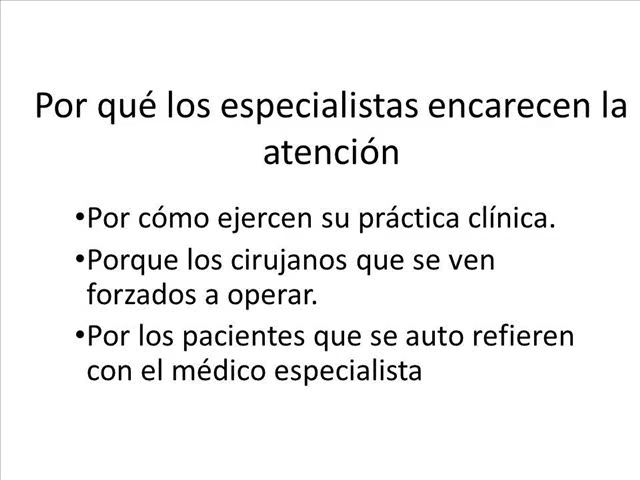 Por qué los especialistas encarecen la
atención
•Por cómo ejercen su práctica clínica.
•Porque los cirujanos que se ven
forzados a operar.
•Por los pacientes que se auto refieren
con el médico especialista